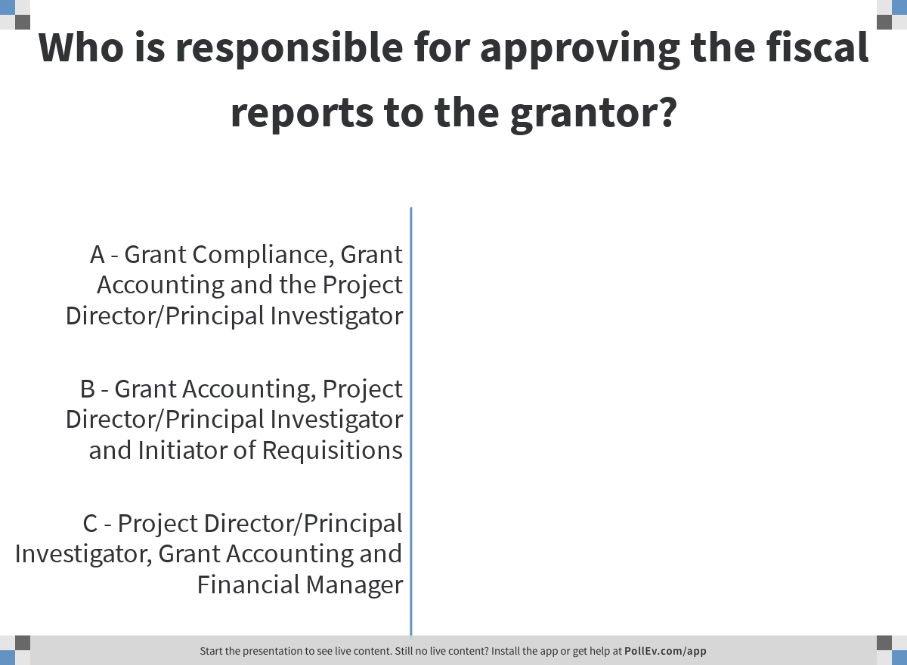 Who is responsible for approving the fiscal
reports to the grantor?
A - Grant Compliance, Grant
Accounting and the Project
Director/Principal Investigator
B - Grant Accounting, Project
Director/Principal Investigator
and Initiator of Requisitions
C - Project Director/Principal
Investigator, Grant Accounting and
Financial Manager
Start the presentation to see live content. Still no live content? Install the app or get help at PollEv.com/app